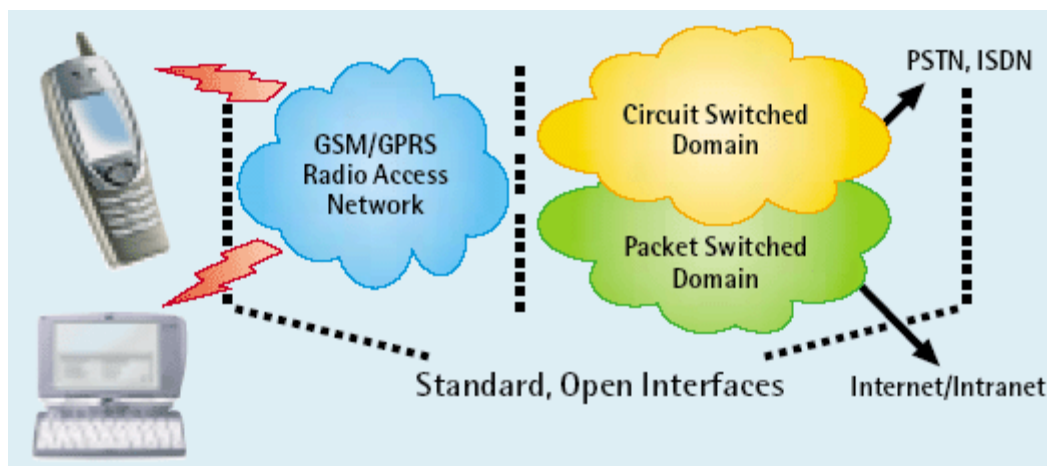 GSM/GPRS
Radio Access
Network
Circuit Switched
Domain
Packet Switched
Domain
PSTN, ISDN
Internet/Intranet
Standard, Open Interfaces